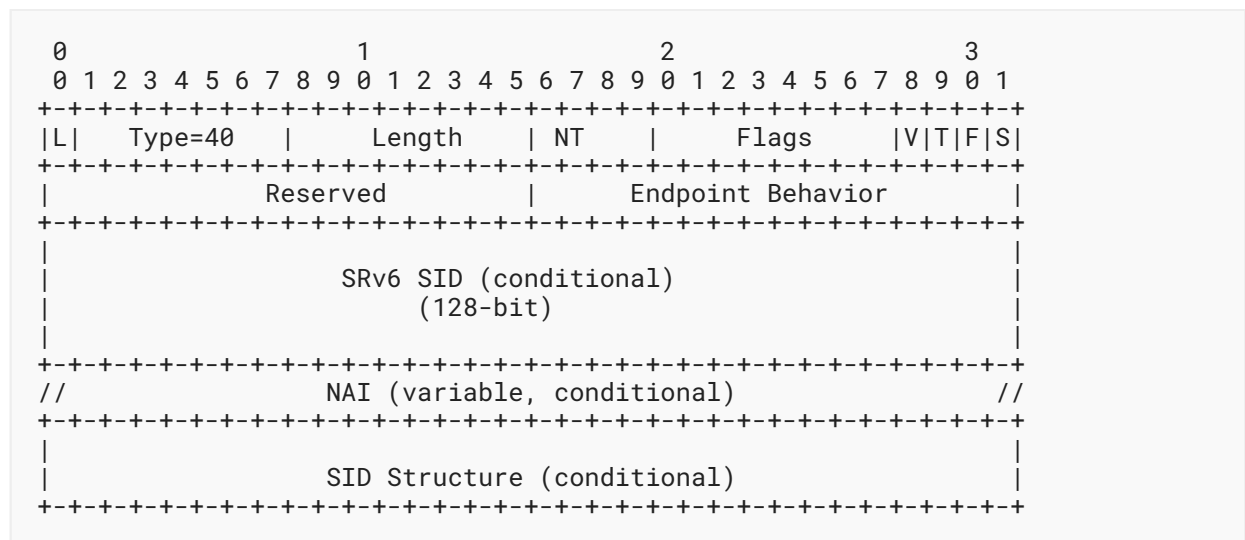 0                   1                   2                   3
 0 1 2 3 4 5 6 7 8 9 0 1 2 3 4 5 6 7 8 9 0 1 2 3 4 5 6 7 8 9 0 1
+-+-+-+-+-+-+-+-+-+-+-+-+-+-+-+-+-+-+-+-+-+-+-+-+-+-+-+-+-+-+-+-+
|L|   Type=40   |     Length    | NT    |     Flags     |V|T|F|S|
+-+-+-+-+-+-+-+-+-+-+-+-+-+-+-+-+-+-+-+-+-+-+-+-+-+-+-+-+-+-+-+-+
|              Reserved         |      Endpoint Behavior        |
+-+-+-+-+-+-+-+-+-+-+-+-+-+-+-+-+-+-+-+-+-+-+-+-+-+-+-+-+-+-+-+-+
|                                                               |
|                   SRv6 SID (conditional)                      |
|                        (128-bit)                              |
|                                                               |
+-+-+-+-+-+-+-+-+-+-+-+-+-+-+-+-+-+-+-+-+-+-+-+-+-+-+-+-+-+-+-+-+
//                 NAI (variable, conditional)                 //
+-+-+-+-+-+-+-+-+-+-+-+-+-+-+-+-+-+-+-+-+-+-+-+-+-+-+-+-+-+-+-+-+
|                                                               |
|                  SID Structure (conditional)                  |
+-+-+-+-+-+-+-+-+-+-+-+-+-+-+-+-+-+-+-+-+-+-+-+-+-+-+-+-+-+-+-+-+